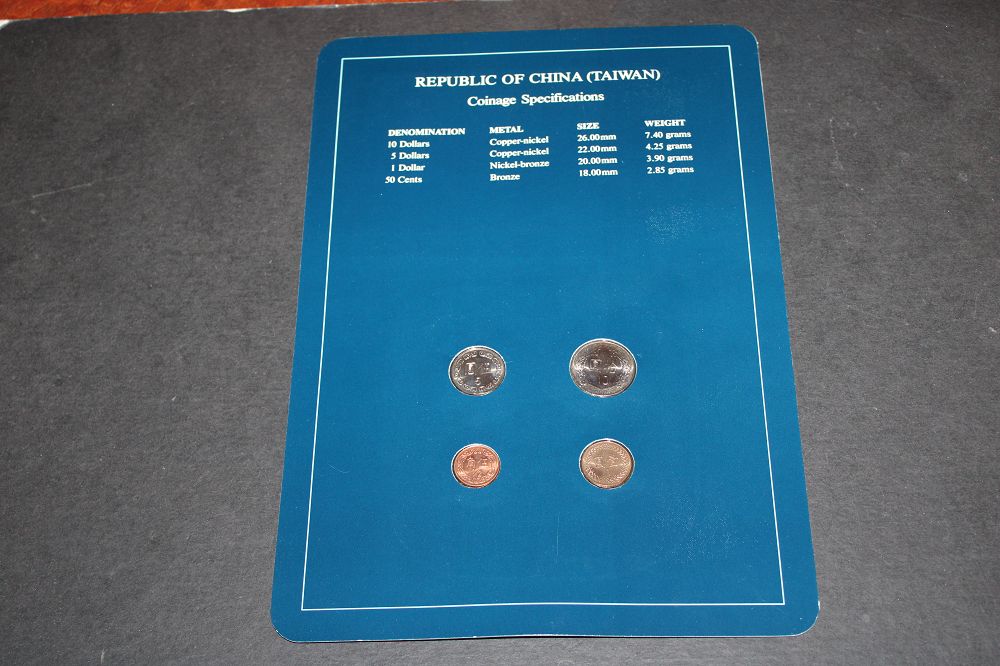 REPUBLIC OF CHINA (TAIWAN)
Coinage Specifications
DENOMINATION METAL SIZE WEIGHT
10 Dollars Copper-nickel 26.00mm 7.40 grams
5 Dollars Copper-nickel 22.00mm 4.25 grams
1 Dollar Nickel-bronze 20.00mm 3.90 grams
50 Cents Bronze 18.00mm 2.85 grams
5
10